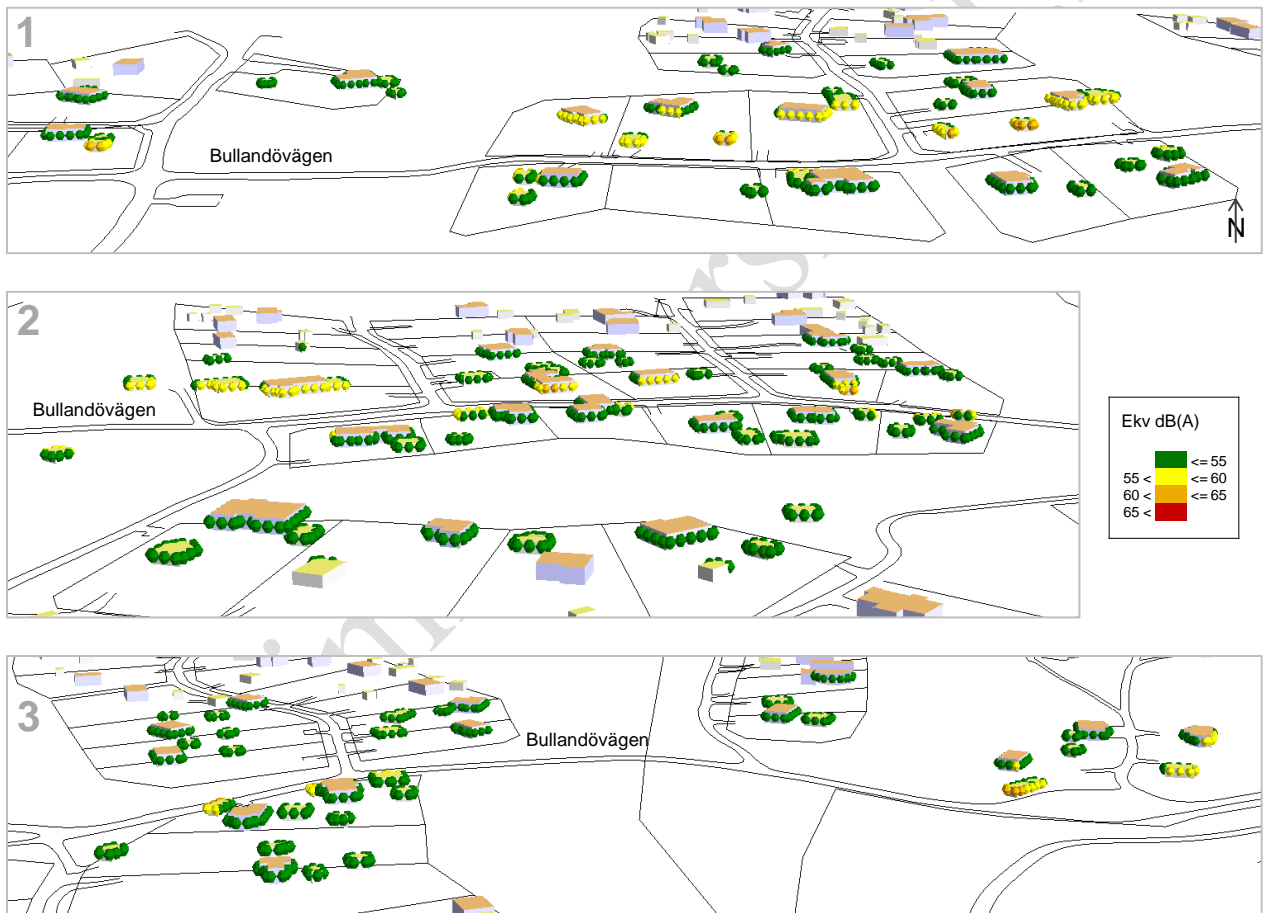 1
Bullandövägen
N
2
Bullandövägen
Ekv dB(A)
<= 55
55 < <= 60
60 < <= 65
65 <
3
Bullandövägen